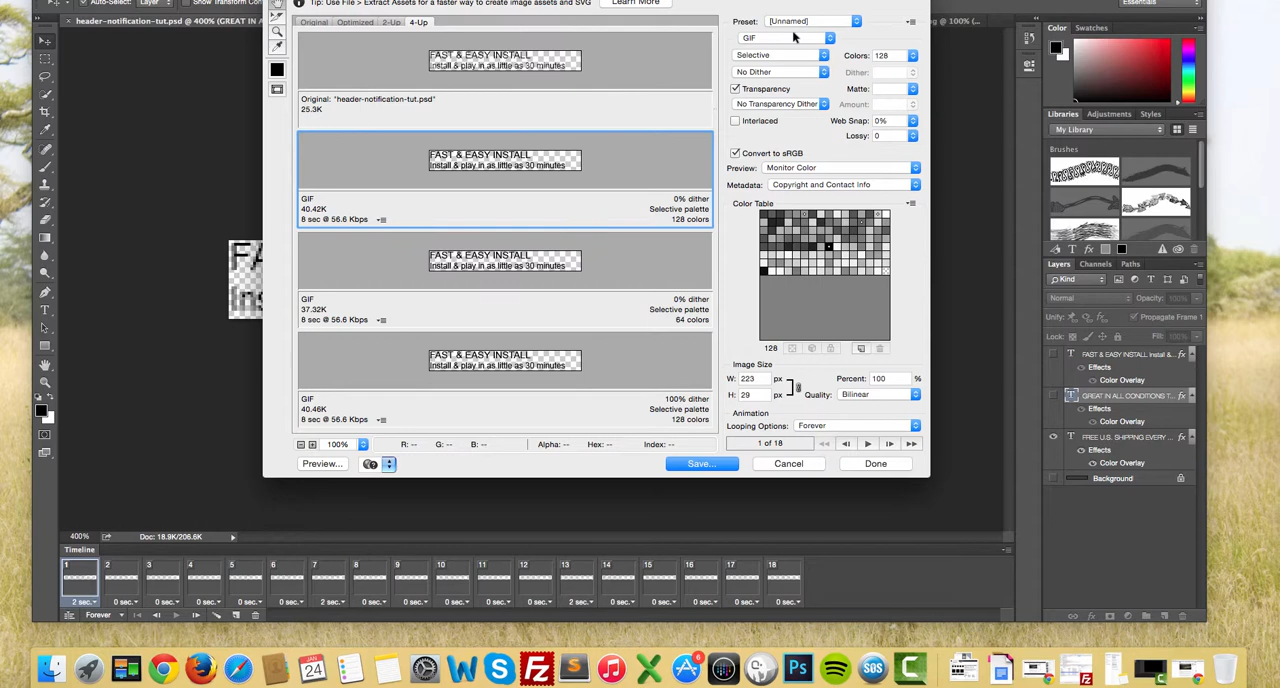 Auto-Select: Layer Show Transform Cont
Tip: Use File > Extract Assets for a faster way to create image assets and SVG Learn More
Essentials
header-notification-tut.psd @ 400% (GREAT IN A
Original Optimized 2-Up 4-Up
FAST & EASY INSTALL
Install & play in as little as 30 minutes
Original: "header-notification-tut.psd"
25.3K
FAST & EASY INSTALL
Install & play in as little as 30 minutes
GIF 0% dither
40.42K Selective palette
8 sec @ 56.6 Kbps 128 colors
FAST & EASY INSTALL
Install & play in as little as 30 minutes
GIF 0% dither
37.32K Selective palette
8 sec @ 56.6 Kbps 64 colors
FAST & EASY INSTALL
Install & play in as little as 30 minutes
GIF 100% dither
40.46K Selective palette
8 sec @ 56.6 Kbps 128 colors
100% R: -- G: -- B: -- Alpha: -- Hex: -- Index: --
Preview... Save... Cancel Done
Preset: [Unnamed]
GIF
Selective Colors: 128
No Dither Dither:
Transparency Matte:
No Transparency Dither Amount:
Interlaced Web Snap: 0%
Lossy: 0
Convert to sRGB
Preview: Monitor Color
Metadata: Copyright and Contact Info
Color Table
128
Image Size
W: 223 px Percent: 100 %
H: 29 px Quality: Bilinear
Animation
Looping Options: Forever
1 of 18
Color Swatches
Libraries Adjustments Styles
My Library
Brushes
Layers Channels Paths
Kind
Normal Opacity: 100%
Unify: Propagate Frame 1
Lock: Fill: 100%
T FAST & EASY INSTALL Install &... fx
Effects
Color Overlay
GREAT IN ALL CONDITIONS T... fx
Effects
Color Overlay
T FREE U.S. SHIPPING EVERY ... fx
Effects
Color Overlay
Background
400% Doc: 18.9K/206.6K
Timeline
1 2 3 4 5 6 7 8 9 10 11 12 13 14 15 16 17 18
2 sec. 0 sec. 0 sec. 0 sec. 0 sec. 0 sec. 2 sec. 0 sec. 0 sec. 0 sec. 0 sec. 0 sec. 2 sec. 0 sec. 0 sec. 0 sec. 0 sec. 0 sec.
Forever
JAN
24
6
Ps
SOS